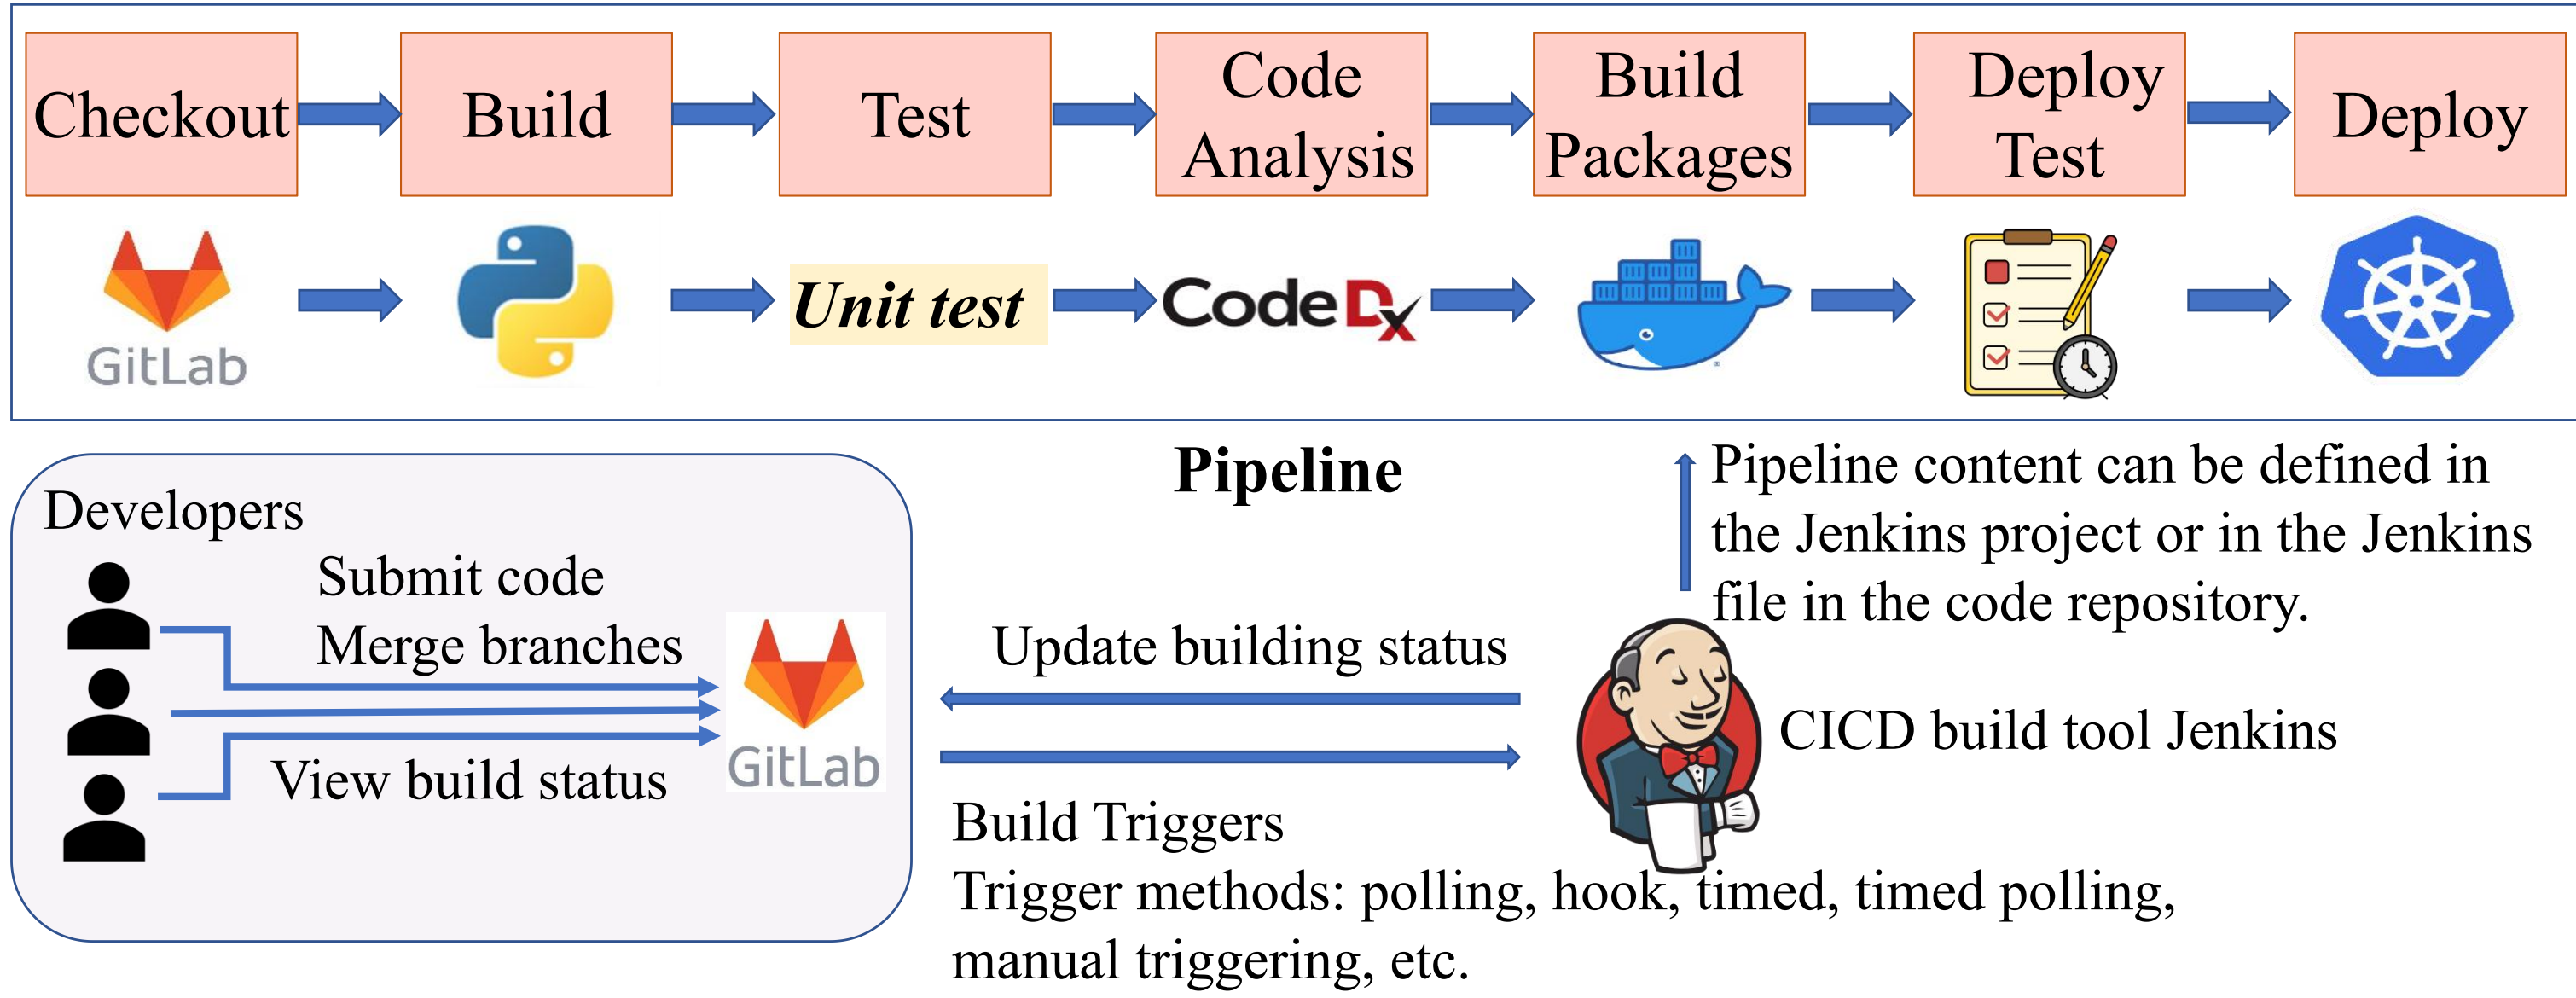 Checkout
Build
Test
Code
Analysis
Build
Packages
Deploy
Test
Deploy
GitLab
Unit test
Code Dx
Pipeline
Developers
Submit code
Merge branches
View build status
GitLab
Update building status
Build Triggers
Trigger methods: polling, hook, timed, timed polling,
manual triggering, etc.
Pipeline content can be defined in
the Jenkins project or in the Jenkins
file in the code repository.
CICD build tool Jenkins